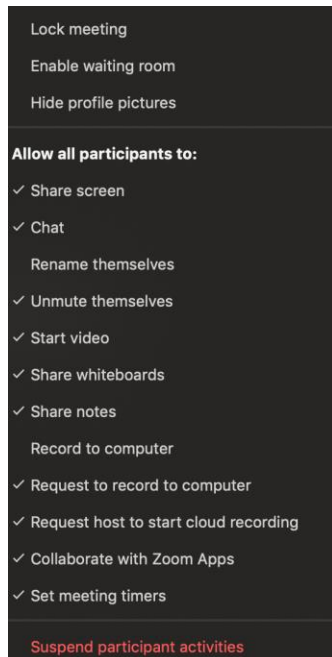 Lock meeting
Enable waiting room
Hide profile pictures
Allow all participants to:
✓ Share screen
✓ Chat
Rename themselves
✓ Unmute themselves
✓ Start video
✓ Share whiteboards
✓ Share notes
Record to computer
✓ Request to record to computer
✓ Request host to start cloud recording
✓ Collaborate with Zoom Apps
✓ Set meeting timers
Suspend participant activities